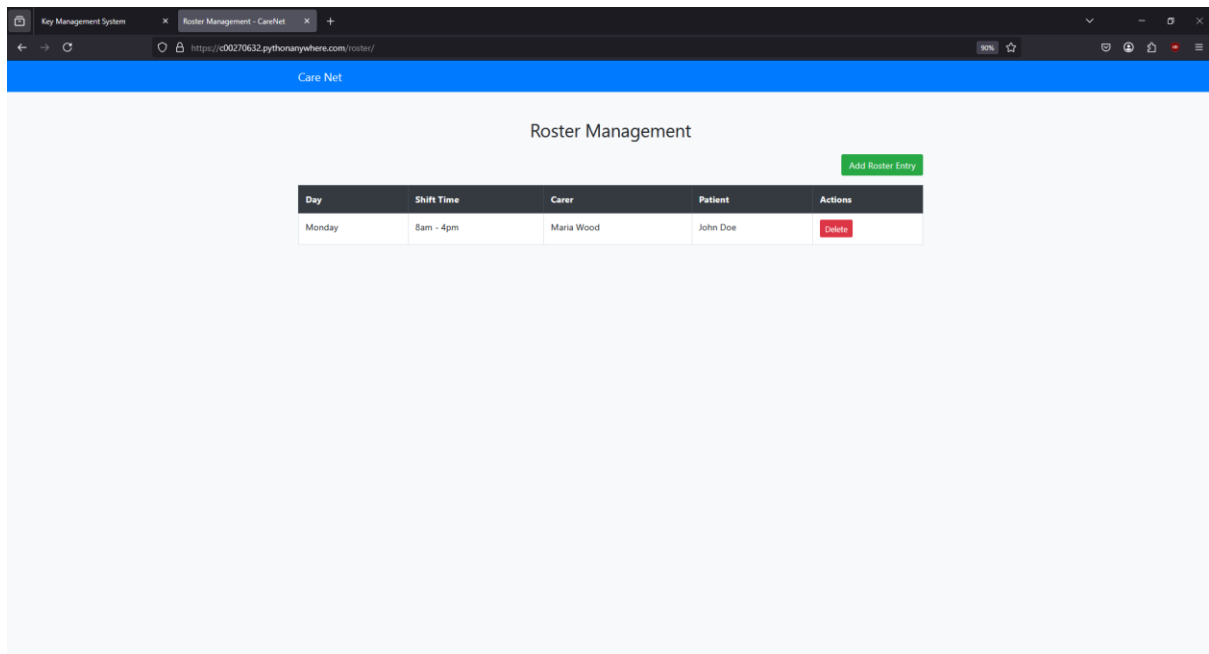 Key Management System
Roster Management - CareNet
https://c00270632.pythonanywhere.com/roster/
90%
Care Net
Roster Management
Add Roster Entry
Day Shift Time Carer Patient Actions
Monday 8am - 4pm Maria Wood John Doe Delete